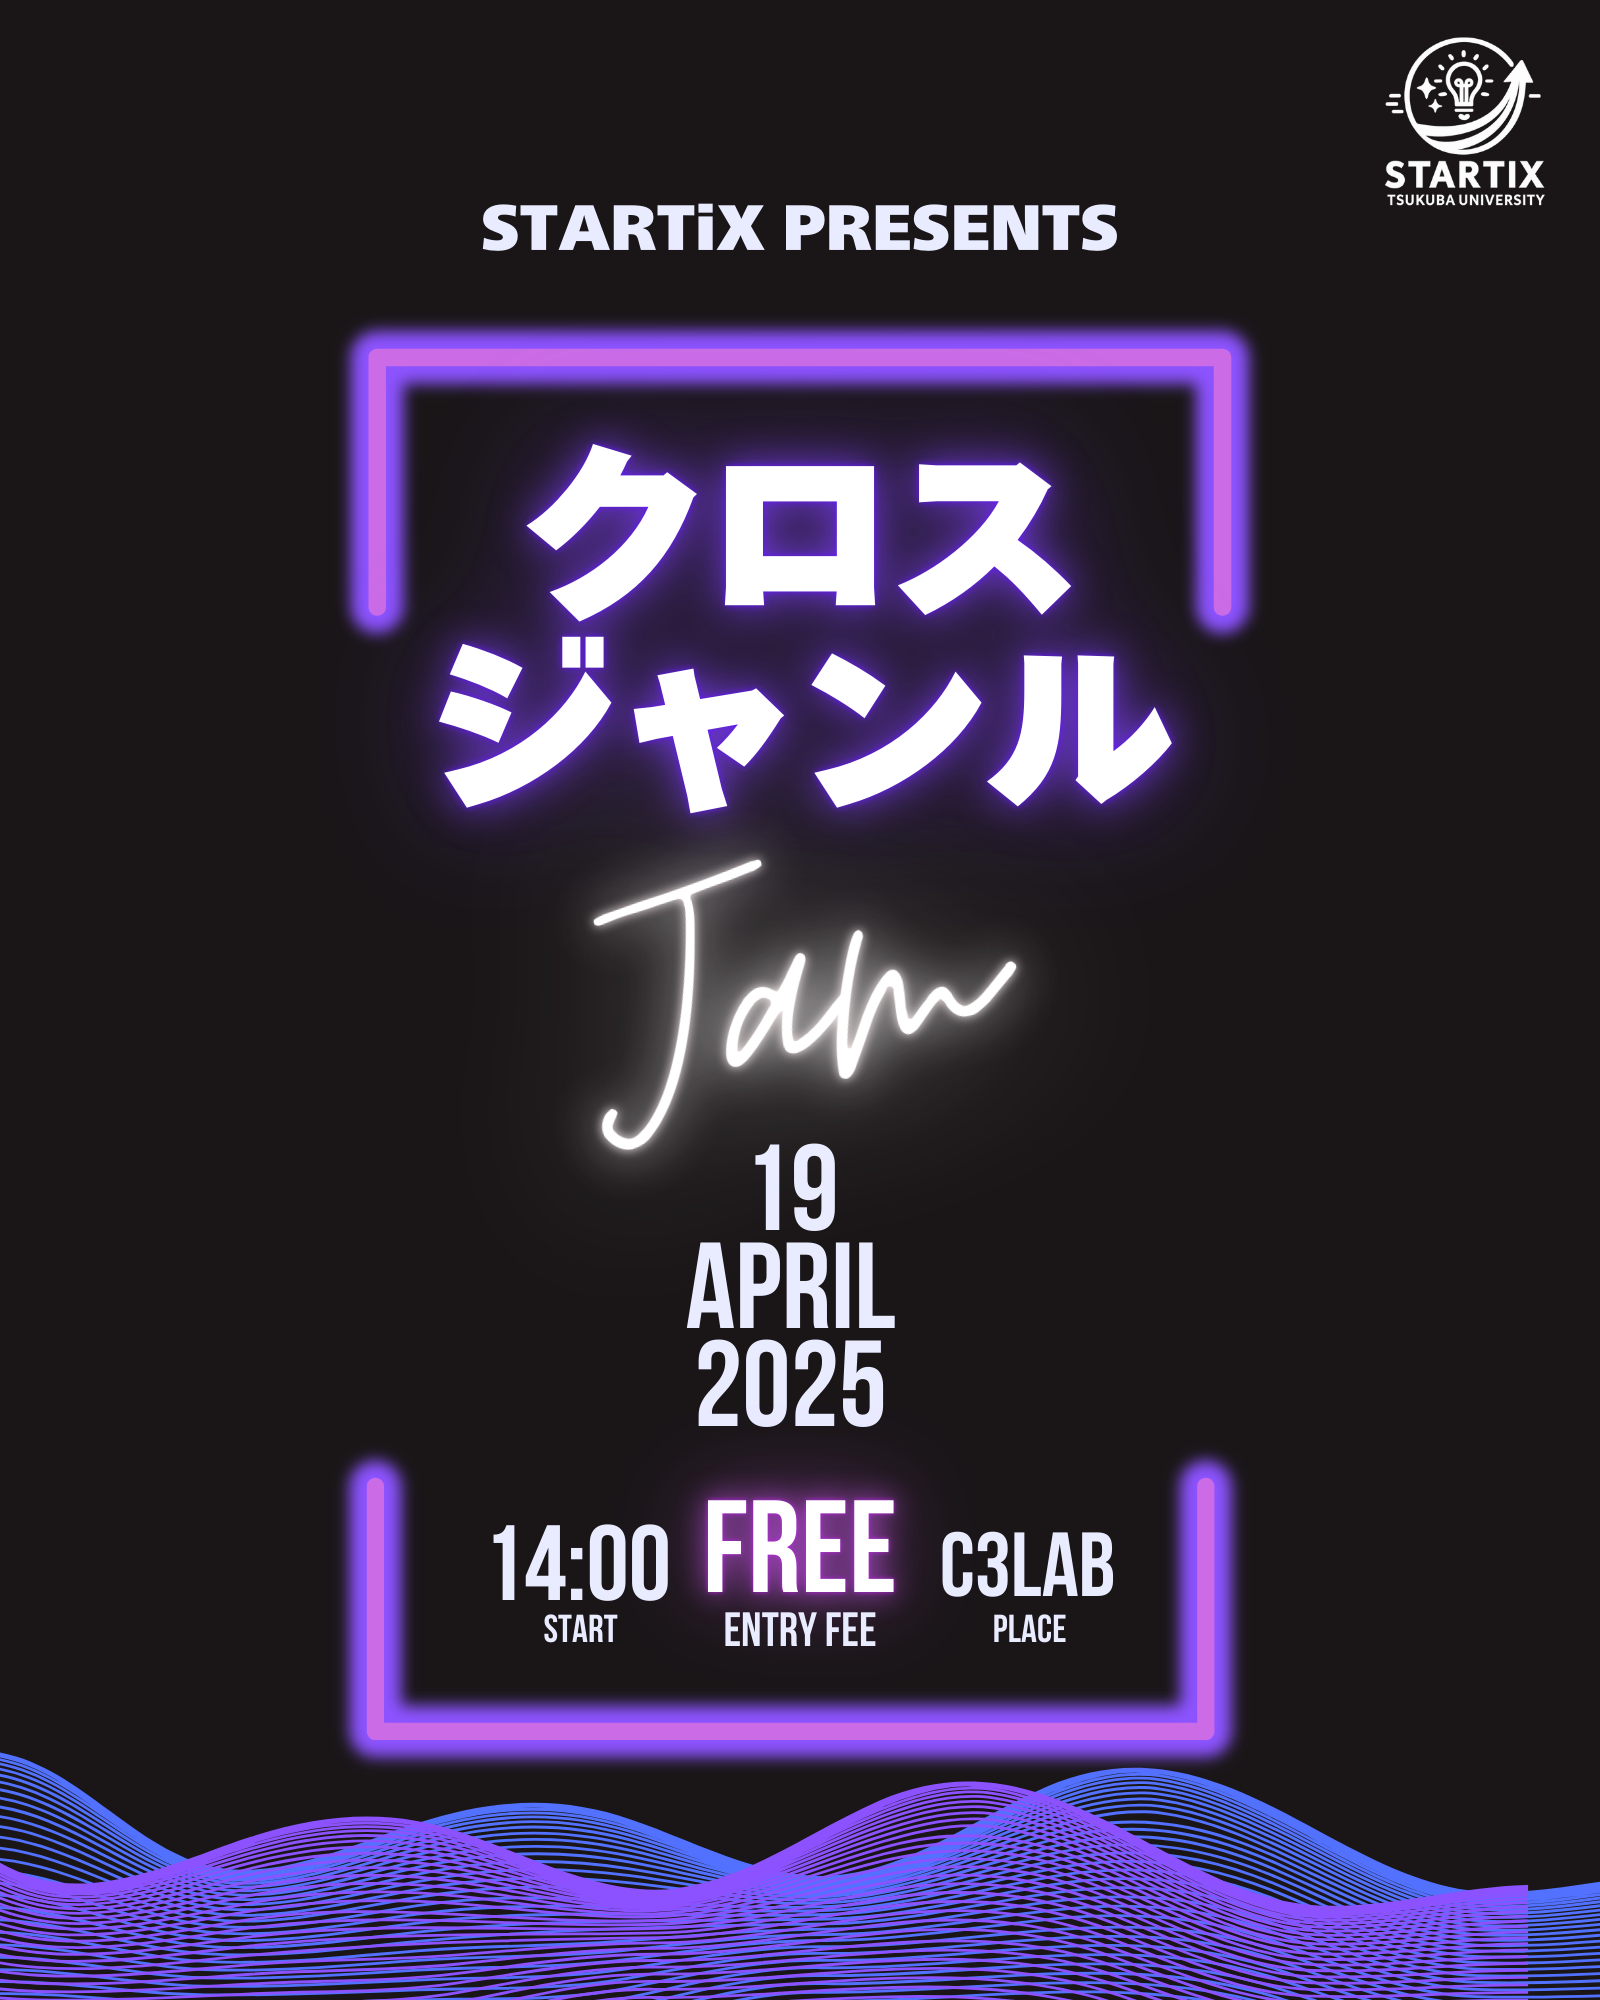 STARTIX
TSUKUBA UNIVERSITY
STARTiX PRESENTS
クロス
ジャンル
Jam
19
APRIL
2025
14:00
START
FREE
ENTRY FEE
C3LAB
PLACE